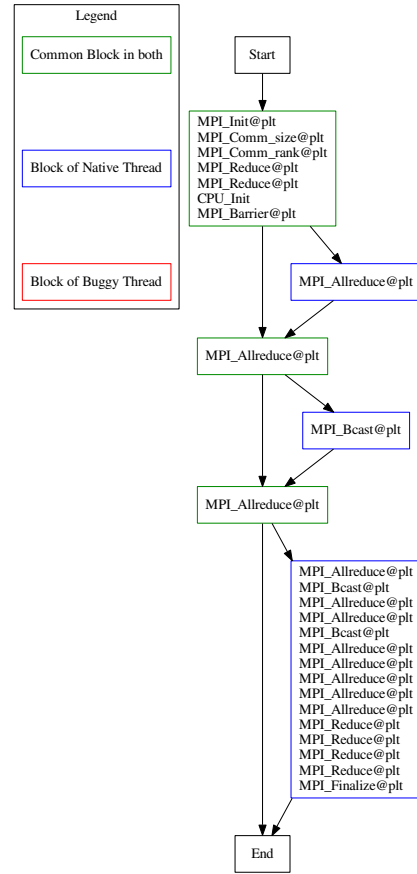 Legend
Common Block in both
Block of Native Thread
Block of Buggy Thread
Start
MPI_Init@plt
MPI_Comm_size@plt
MPI_Comm_rank@plt
MPI_Reduce@plt
MPI_Reduce@plt
CPU_Init
MPI_Barrier@plt
MPI_Allreduce@plt
MPI_Allreduce@plt
MPI_Bcast@plt
MPI_Allreduce@plt
MPI_Allreduce@plt
MPI_Bcast@plt
MPI_Allreduce@plt
MPI_Allreduce@plt
MPI_Bcast@plt
MPI_Allreduce@plt
MPI_Allreduce@plt
MPI_Allreduce@plt
MPI_Allreduce@plt
MPI_Allreduce@plt
MPI_Reduce@plt
MPI_Reduce@plt
MPI_Reduce@plt
MPI_Reduce@plt
MPI_Finalize@plt
End